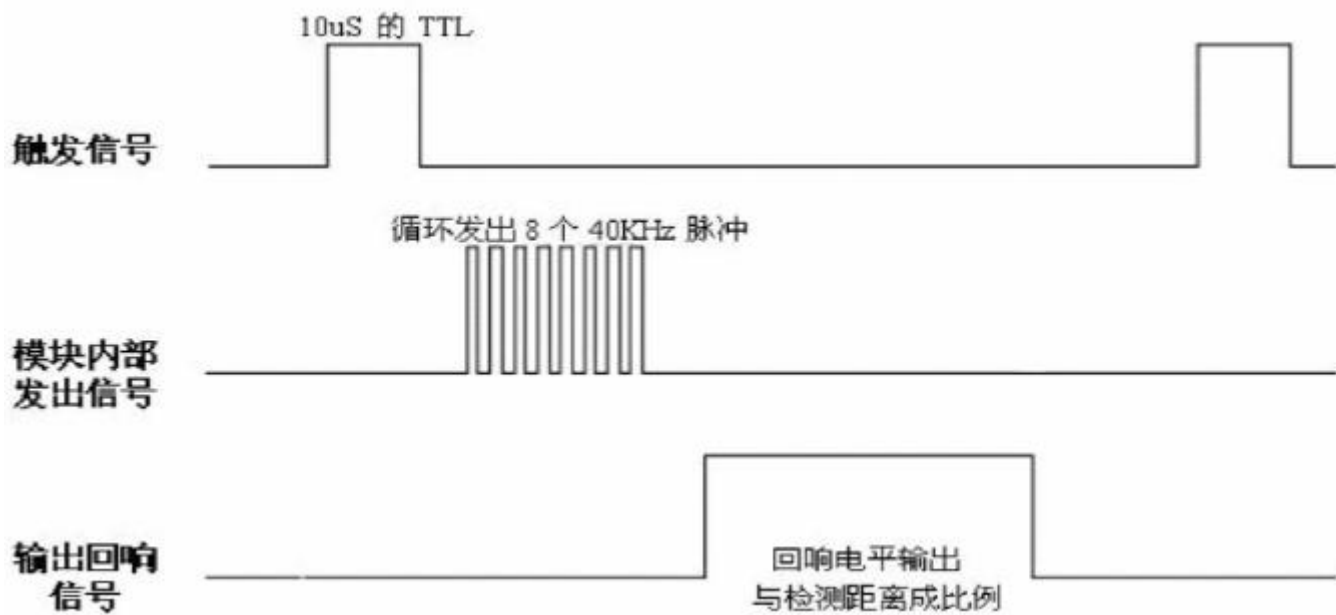 10uS 的 TTL
触发信号
循环发出 8 个 40KHz 脉冲
模块内部
发出信号
输出回响
信号
回响电平输出
与检测距离成比例